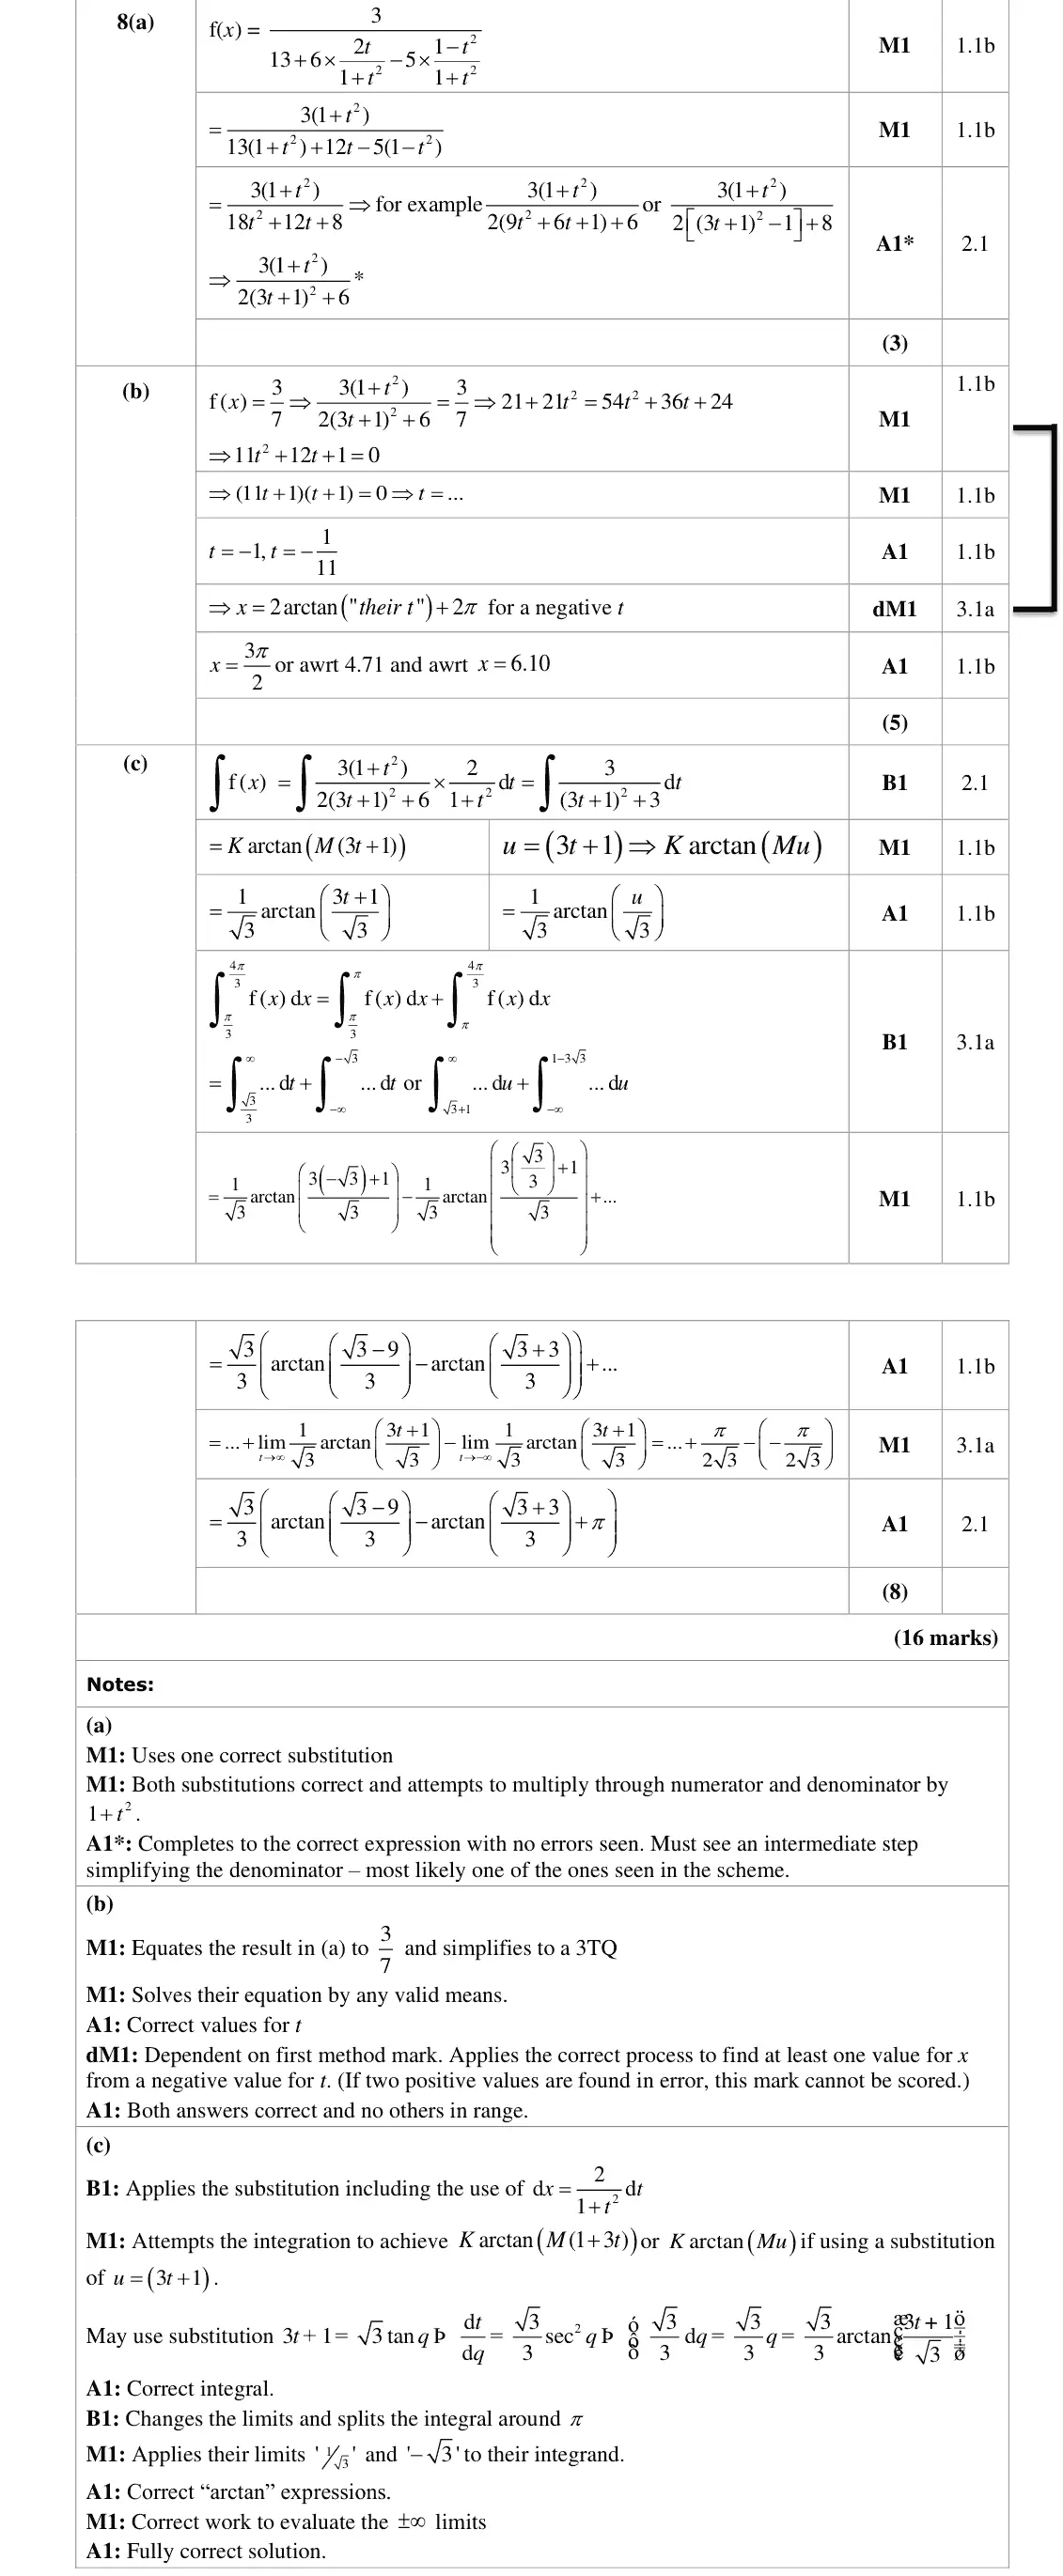 8(a) f(x) = 3 / (13 + 6 × 2t/(1+t²) − 5 × (1−t²)/(1+t²)) M1 1.1b
= 3(1+t²) / (13(1+t²)+12t−5(1−t²)) M1 1.1b
= 3(1+t²)/(18t²+12t+8) ⇒ for example 3(1+t²)/(2(9t²+6t+1)+6) or 3(1+t²)/(2[(3t+1)²−1]+8)
⇒ 3(1+t²)/(2(3t+1)²+6) * A1* 2.1
(3)
(b) f(x) = 3/7 ⇒ 3(1+t²)/(2(3t+1)²+6) = 3/7 ⇒ 21+21t² = 54t²+36t+24
⇒ 11t²+12t+1 = 0 M1 1.1b
⇒ (11t+1)(t+1) = 0 ⇒ t = ... M1 1.1b
t = −1, t = −1/11 A1 1.1b
⇒ x = 2arctan("their t") + 2π for a negative t dM1 3.1a
x = 3π/2 or awrt 4.71 and awrt x = 6.10 A1 1.1b
(5)
(c) ∫ f(x) = ∫ 3(1+t²)/(2(3t+1)²+6) × 2/(1+t²) dt = ∫ 3/((3t+1)²+3) dt B1 2.1
= K arctan(M(3t+1)) u = (3t+1) ⇒ K arctan(Mu) M1 1.1b
= 1/√3 arctan((3t+1)/√3) = 1/√3 arctan(u/√3) A1 1.1b
∫_{π/3}^{4π/3} f(x) dx = ∫_{π/3}^{π} f(x) dx + ∫_{π}^{4π/3} f(x) dx
= ∫_{√3/3}^{∞} ... dt + ∫_{−∞}^{−√3} ... dt or ∫_{√3+1}^{∞} ... du + ∫_{−∞}^{1−3√3} ... du B1 3.1a
= 1/√3 arctan((3(−√3)+1)/√3) − 1/√3 arctan((3(√3/3)+1)/√3) + ... M1 1.1b
= √3/3 (arctan((√3−9)/3) − arctan((√3+3)/3)) + ... A1 1.1b
= ... + lim_{t→∞} 1/√3 arctan((3t+1)/√3) − lim_{t→−∞} 1/√3 arctan((3t+1)/√3) = ... + π/(2√3) − (−π/(2√3)) M1 3.1a
= √3/3 (arctan((√3−9)/3) − arctan((√3+3)/3) + π) A1 2.1
(8)
(16 marks)
Notes:
(a)
M1: Uses one correct substitution
M1: Both substitutions correct and attempts to multiply through numerator and denominator by
1+t².
A1*: Completes to the correct expression with no errors seen. Must see an intermediate step
simplifying the denominator – most likely one of the ones seen in the scheme.
(b)
M1: Equates the result in (a) to 3/7 and simplifies to a 3TQ
M1: Solves their equation by any valid means.
A1: Correct values for t
dM1: Dependent on first method mark. Applies the correct process to find at least one value for x
from a negative value for t. (If two positive values are found in error, this mark cannot be scored.)
A1: Both answers correct and no others in range.
(c)
B1: Applies the substitution including the use of dx = 2/(1+t²) dt
M1: Attempts the integration to achieve K arctan(M(1+3t)) or K arctan(Mu) if using a substitution
of u = (3t+1).
May use substitution 3t + 1 = √3 tan q Þ dt/dq = √3/3 sec² q Þ √3/3 dq = √3/3 q = √3/3 arctan 3t + 1 / √3
A1: Correct integral.
B1: Changes the limits and splits the integral around π
M1: Applies their limits '1/√3' and '−√3' to their integrand.
A1: Correct “arctan” expressions.
M1: Correct work to evaluate the ±∞ limits
A1: Fully correct solution.